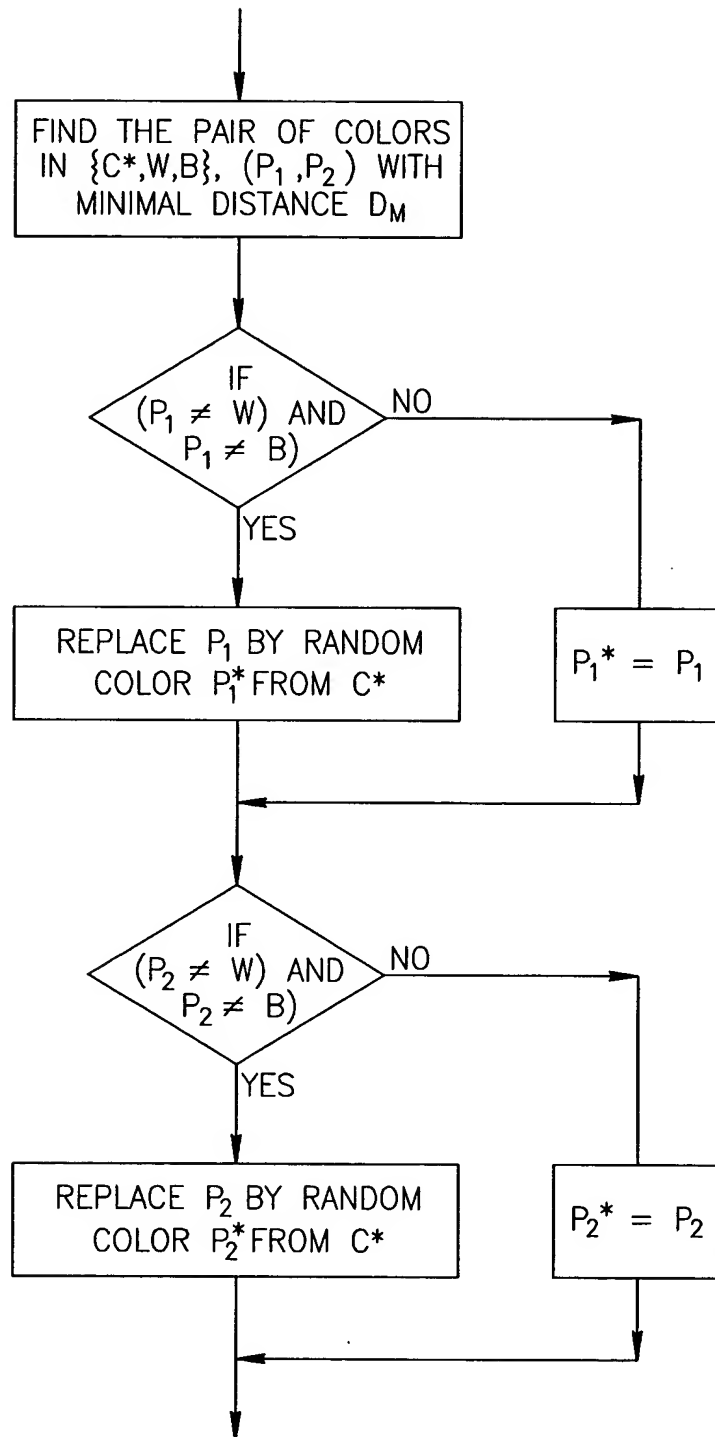 FIND THE PAIR OF COLORS
IN {C*,W,B}, (P₁,P₂) WITH
MINIMAL DISTANCE D_M
IF
(P₁ ≠ W) AND
P₁ ≠ B)
NO
YES
REPLACE P₁ BY RANDOM
COLOR P₁* FROM C*
P₁* = P₁
IF
(P₂ ≠ W) AND
P₂ ≠ B)
NO
YES
REPLACE P₂ BY RANDOM
COLOR P₂* FROM C*
P₂* = P₂